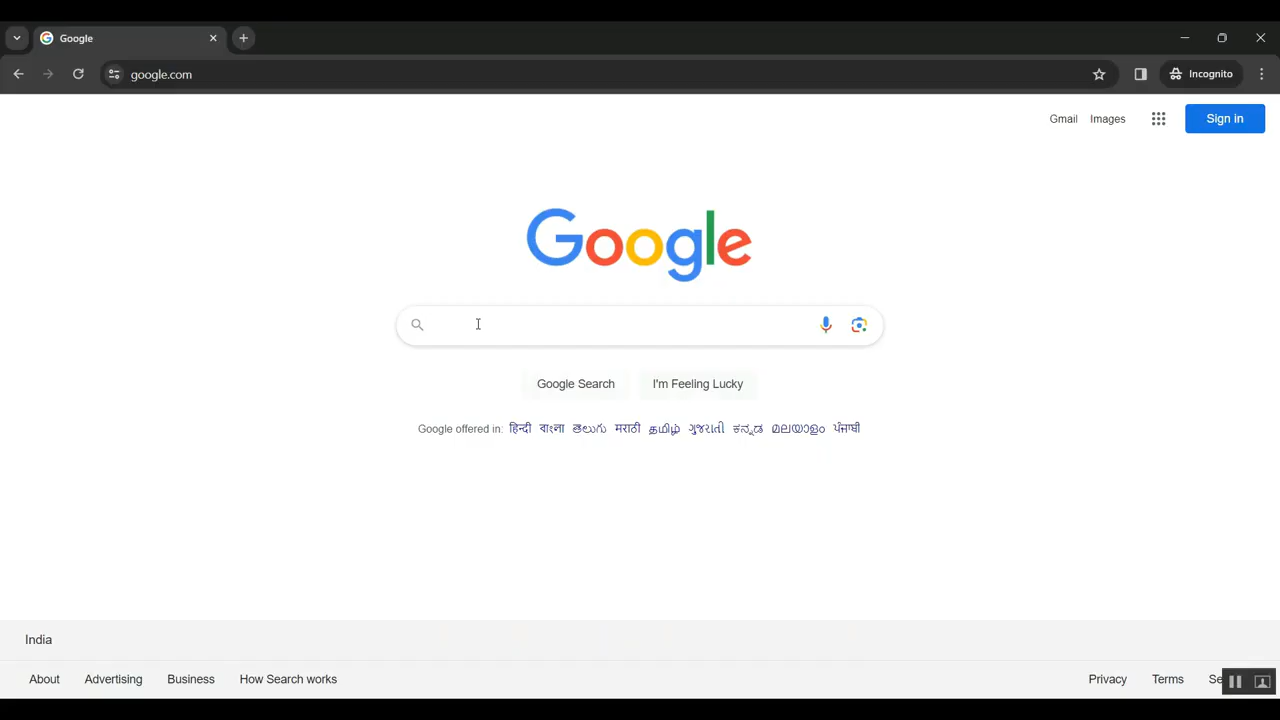 Google
google.com
Incognito
Gmail Images Sign in
Google
Google Search I'm Feeling Lucky
Google offered in: हिन्दी বাংলা తెలుగు मराठी தமிழ் ગુજરાતી ಕನ್ನಡ മലയാളം ਪੰਜਾਬੀ
India
About Advertising Business How Search works Privacy Terms Se